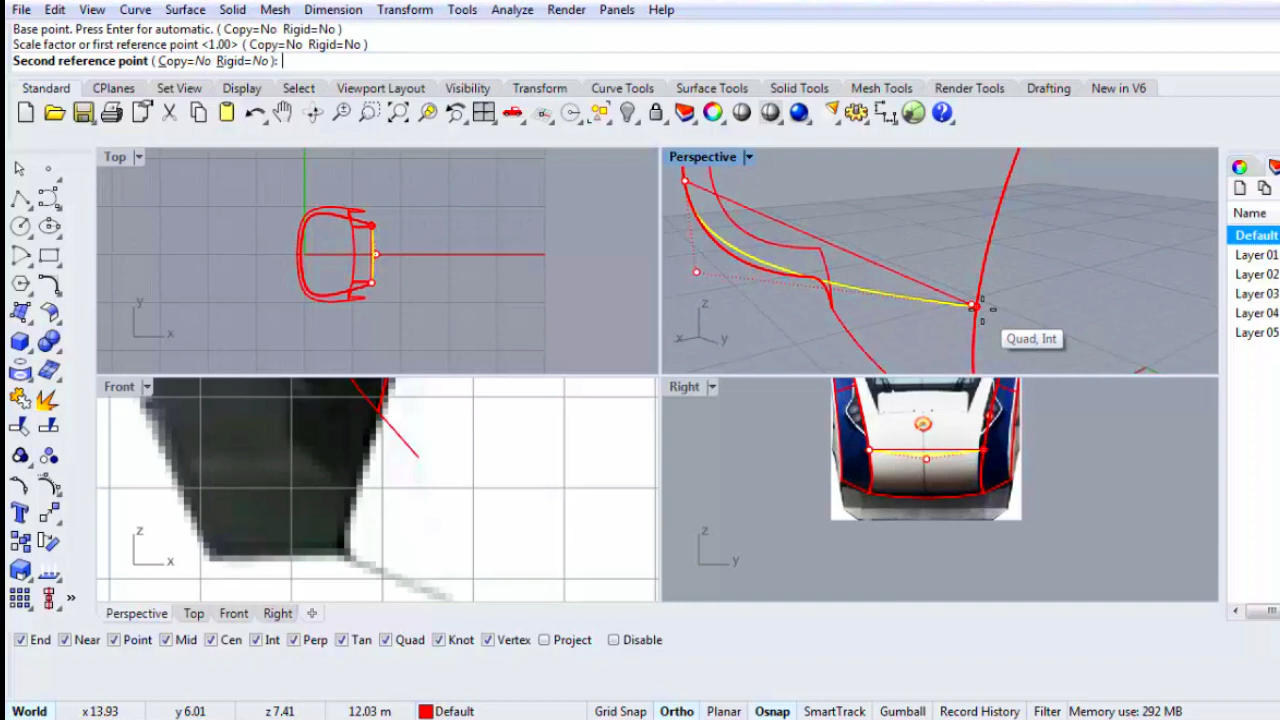 File Edit View Curve Surface Solid Mesh Dimension Transform Tools Analyze Render Panels Help
Base point. Press Enter for automatic. ( Copy=No Rigid=No )
Scale factor or first reference point <1.00> ( Copy=No Rigid=No )
Second reference point ( Copy=No Rigid=No ):
Standard CPlanes Set View Display Select Viewport Layout Visibility Transform Curve Tools Surface Tools Solid Tools Mesh Tools Render Tools Drafting New in V6
Top
Perspective
Name
Default
Layer 01
Layer 02
Layer 03
Layer 04
Layer 05
y
x
z
x
y
Quad, Int
Front
Right
z
x
z
y
Perspective Top Front Right
End Near Point Mid Cen Int Perp Tan Quad Knot Vertex Project Disable
World x 13.93 y 6.01 z 7.41 12.03 m Default Grid Snap Ortho Planar Osnap SmartTrack Gumball Record History Filter Memory use: 292 MB